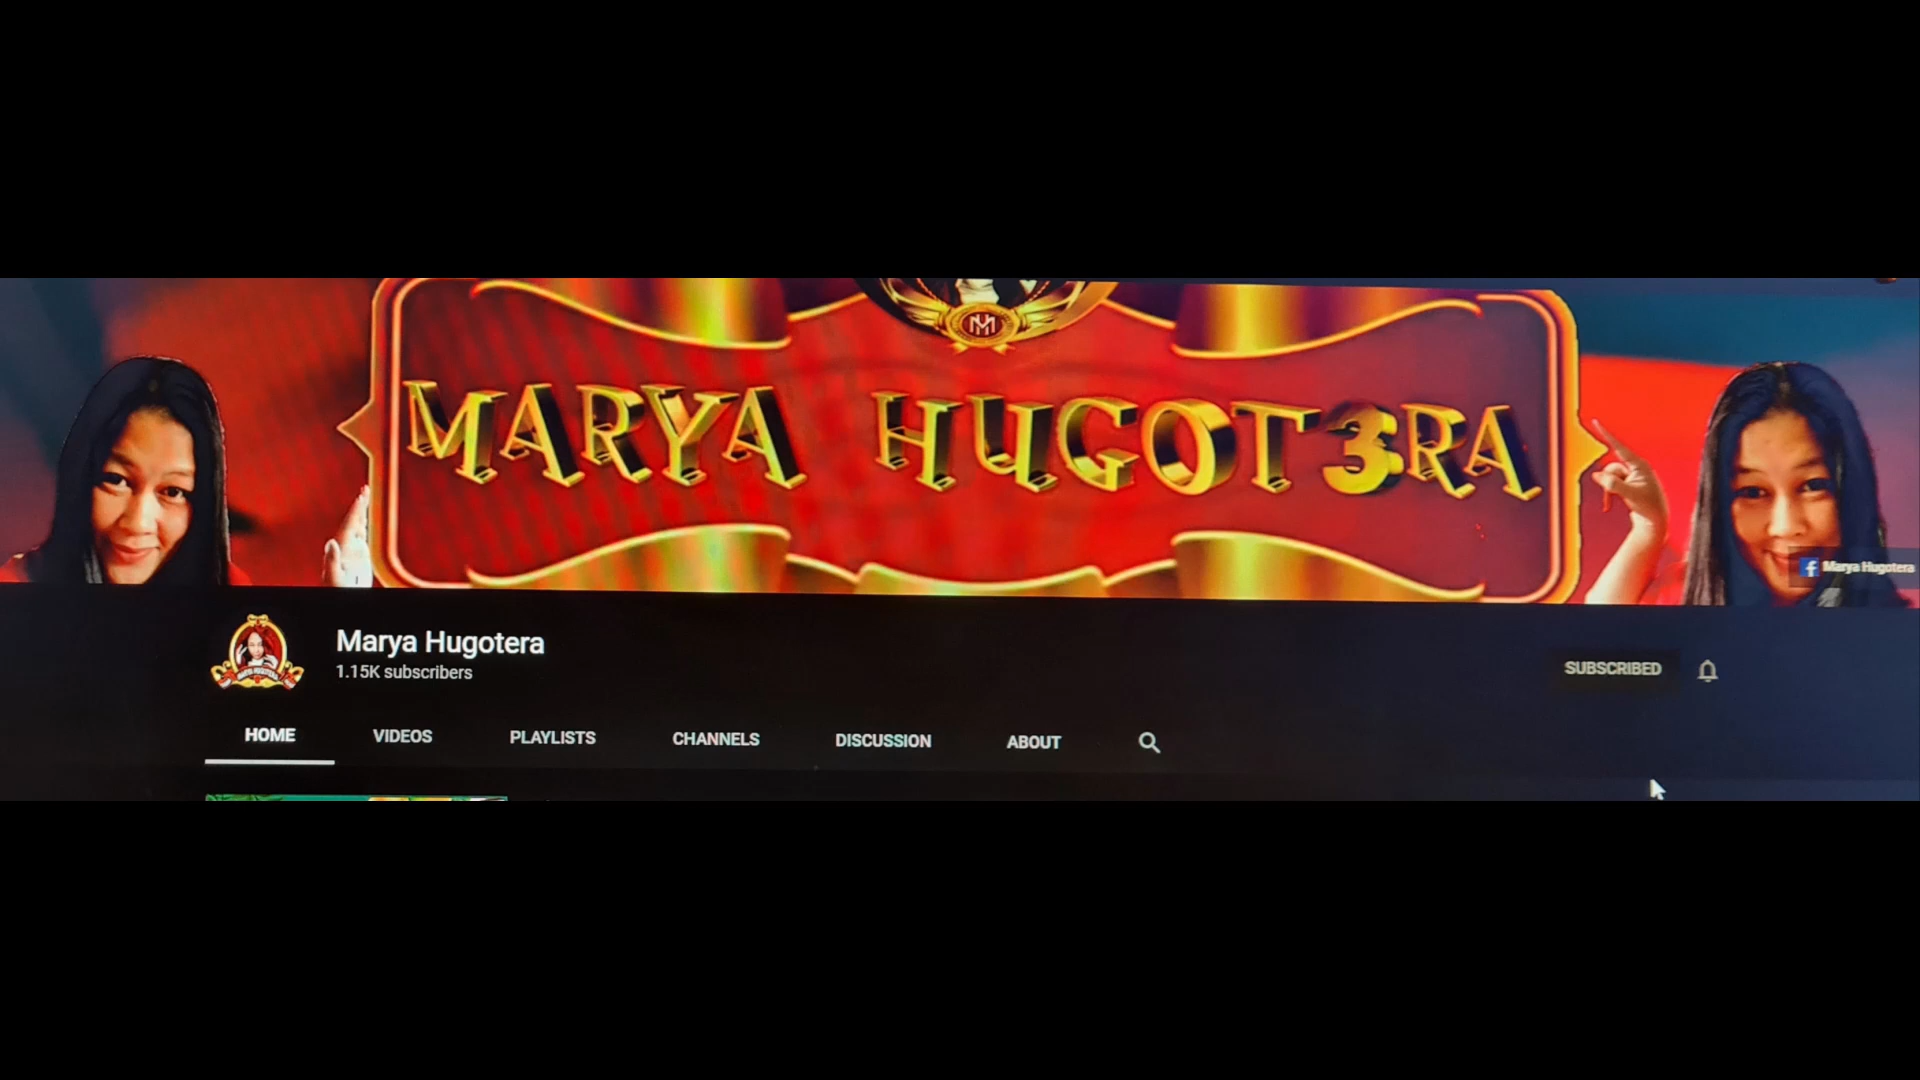 MARYA HUGOT3RA
Marya Hugotera
Marya Hugotera
1.15K subscribers
SUBSCRIBED
HOME
VIDEOS
PLAYLISTS
CHANNELS
DISCUSSION
ABOUT